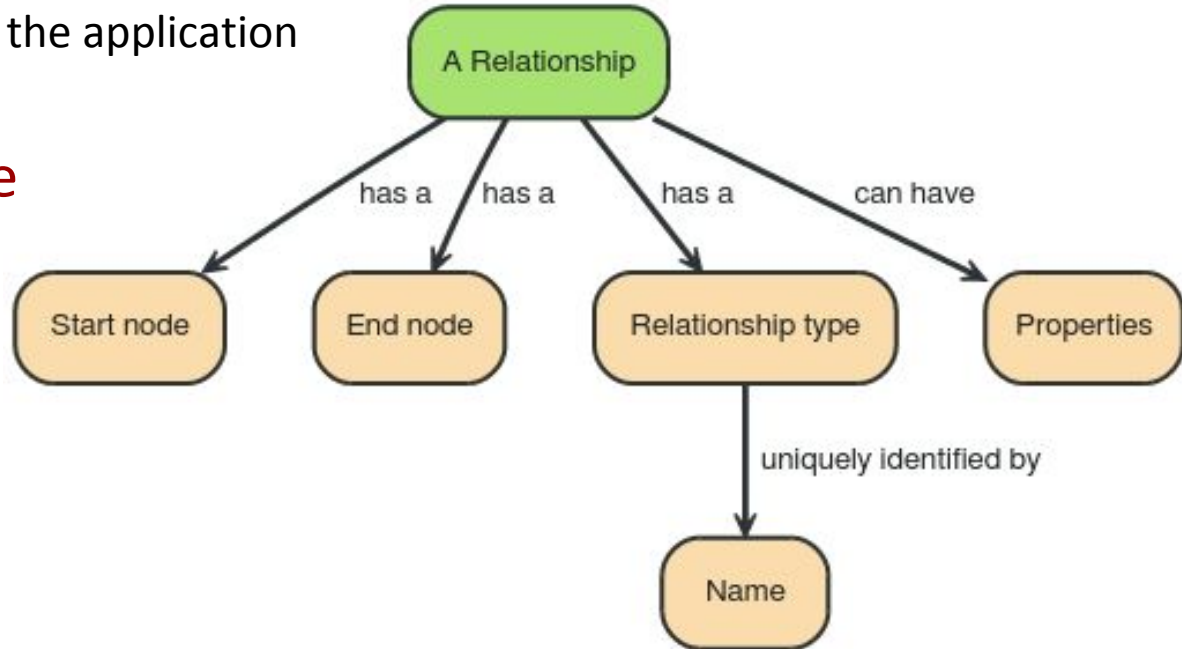 the application
A Relationship
e
has a
has a
has a
can have
Start node
End node
Relationship type
Properties
uniquely identified by
Name